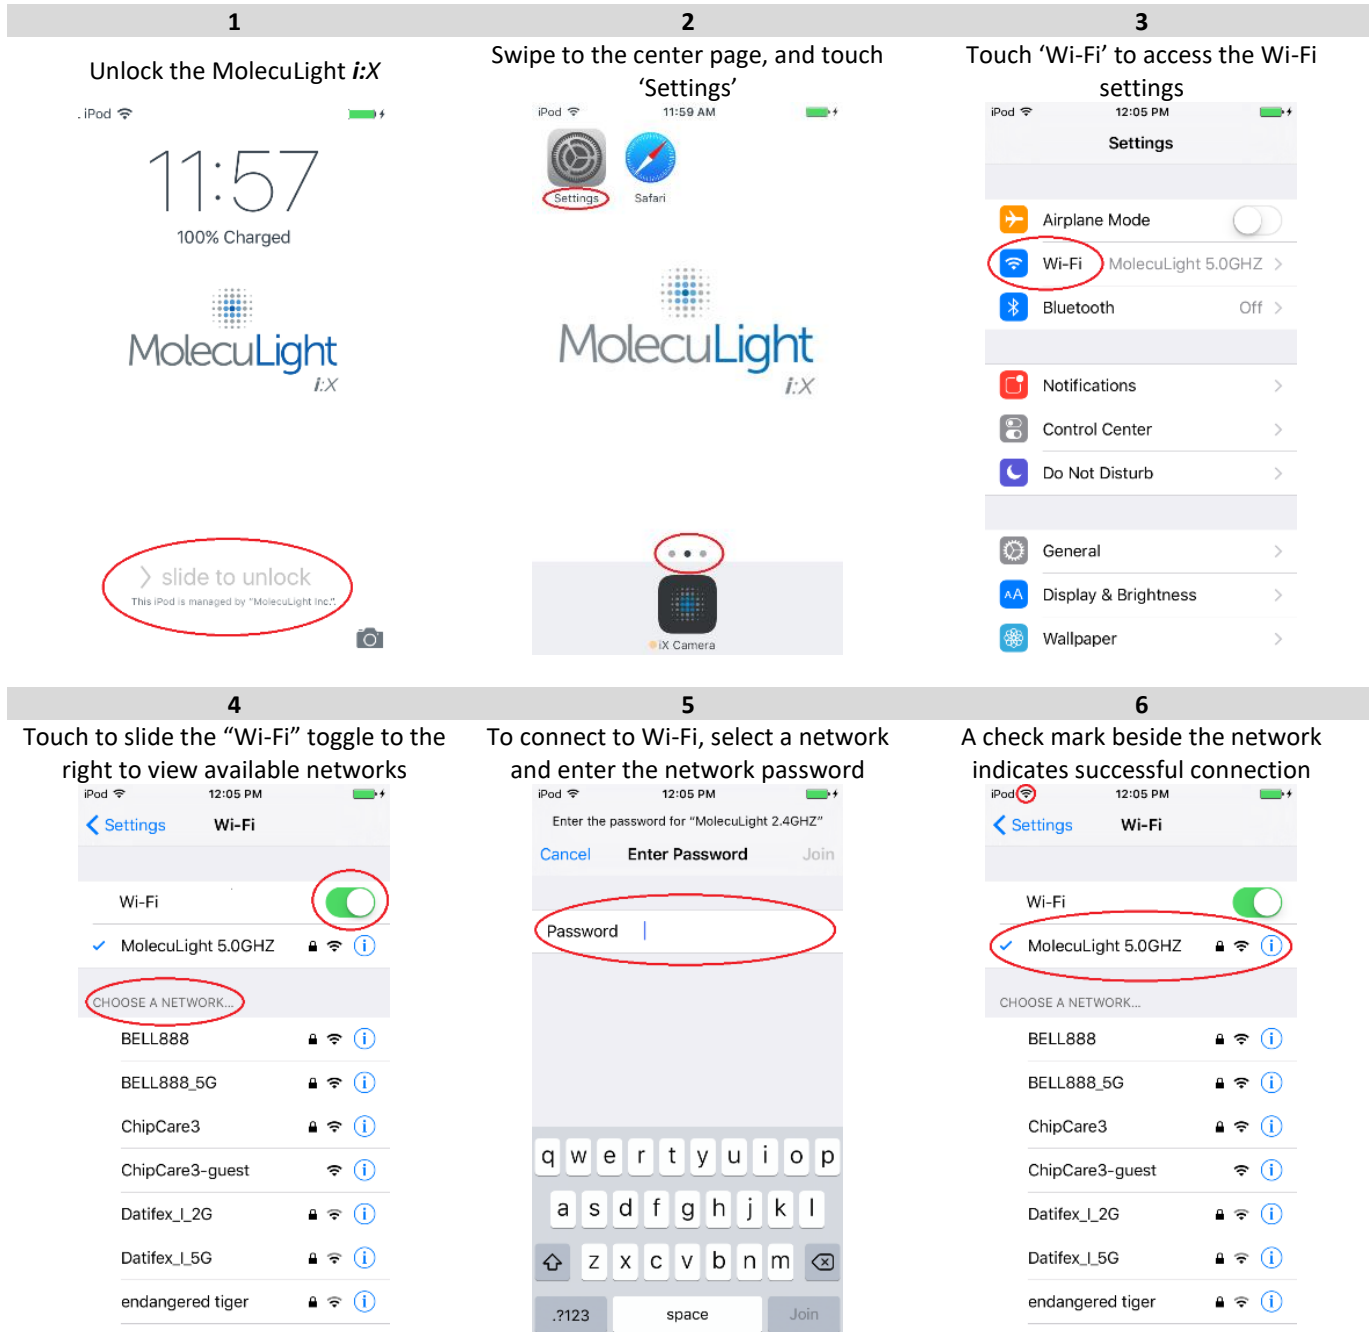 1
Unlock the MolecuLight i:X
iPod
11:57
100% Charged
MolecuLight
i:X
slide to unlock
This iPod is managed by "MolecuLight Inc.".
2
Swipe to the center page, and touch
‘Settings’
iPod 11:59 AM
Settings Safari
MolecuLight
i:X
iX Camera
3
Touch ‘Wi-Fi’ to access the Wi-Fi
settings
iPod 12:05 PM
Settings
Airplane Mode
Wi-Fi MolecuLight 5.0GHZ
Bluetooth Off
Notifications
Control Center
Do Not Disturb
General
AA Display & Brightness
Wallpaper
4
Touch to slide the “Wi-Fi” toggle to the
right to view available networks
iPod 12:05 PM
Settings Wi-Fi
Wi-Fi
MolecuLight 5.0GHZ
CHOOSE A NETWORK...
BELL888
BELL888_5G
ChipCare3
ChipCare3-guest
Datifex_I_2G
Datifex_I_5G
endangered tiger
5
To connect to Wi-Fi, select a network
and enter the network password
iPod 12:05 PM
Enter the password for “MolecuLight 2.4GHZ”
Cancel Enter Password Join
Password
q w e r t y u i o p
a s d f g h j k l
z x c v b n m
.?123 space Join
6
A check mark beside the network
indicates successful connection
iPod 12:05 PM
Settings Wi-Fi
Wi-Fi
MolecuLight 5.0GHZ
CHOOSE A NETWORK...
BELL888
BELL888_5G
ChipCare3
ChipCare3-guest
Datifex_I_2G
Datifex_I_5G
endangered tiger